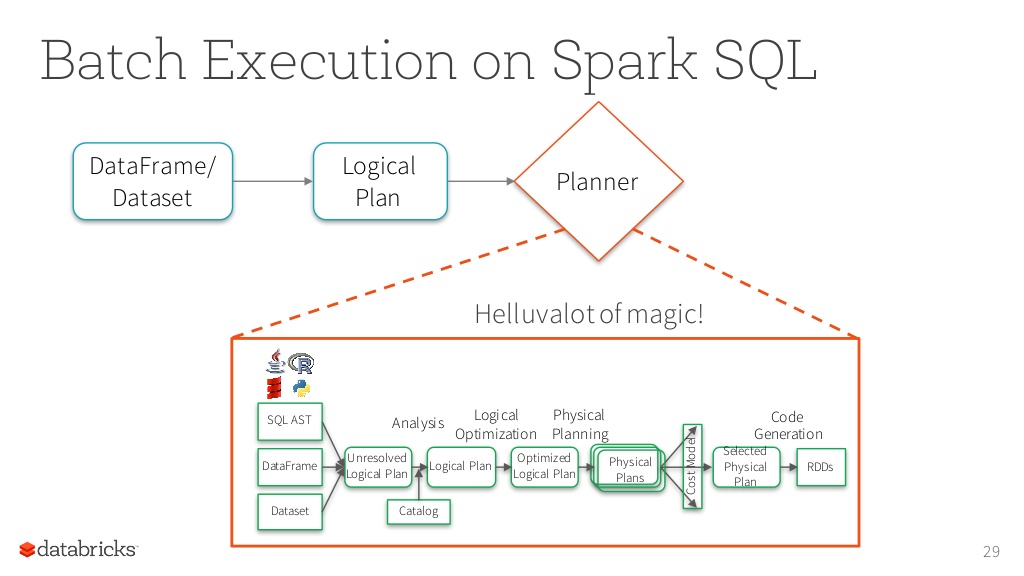 Batch Execution on Spark SQL
DataFrame/
Dataset
Logical
Plan
Planner
Helluvalot of magic!
SQL AST
DataFrame
Dataset
Unresolved
Logical Plan
Analysis
Catalog
Logical Plan
Logical
Optimization
Optimized
Logical Plan
Physical
Planning
Physical
Plans
Cost Model
Selected
Physical
Plan
Code
Generation
RDDs
databricks
29